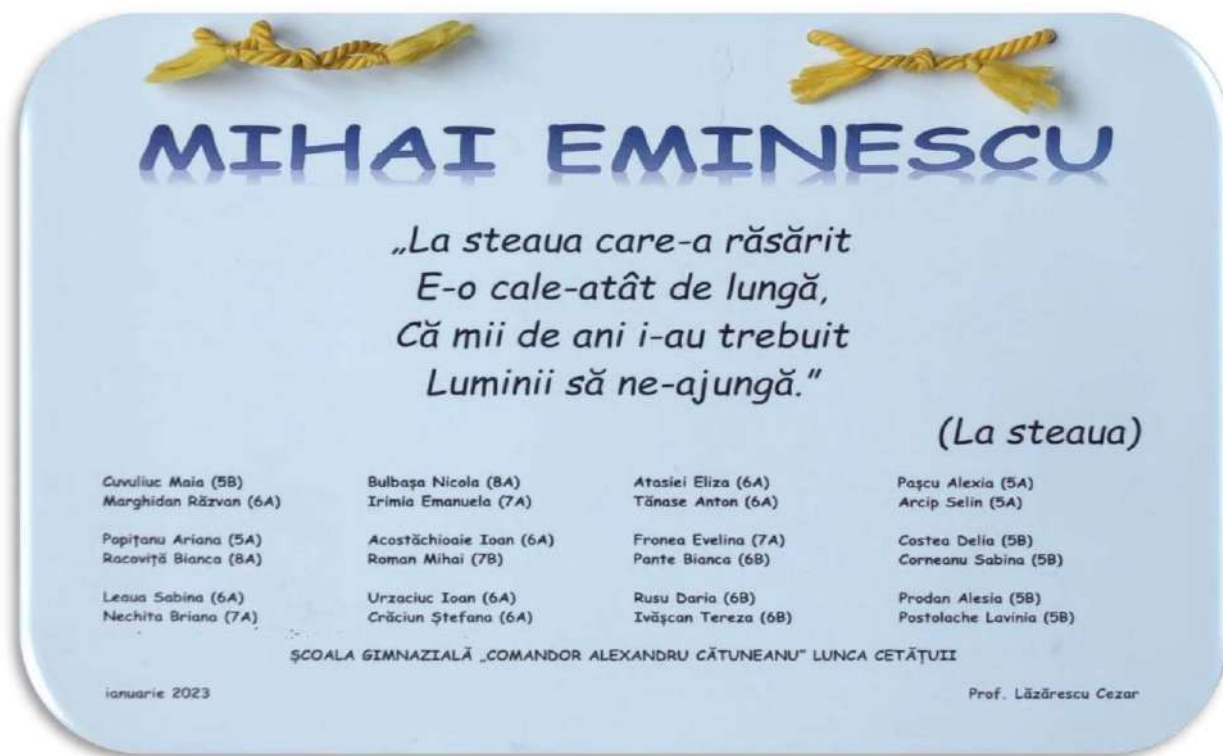 MIHAI EMINESCU
„La steaua care-a răsărit
E-o cale-atât de lungă,
Că mii de ani i-au trebuit
Luminii să ne-ajungă.”
(La steaua)
Cuvuliuc Maia (5B)
Marghidan Răzvan (6A)
Popițanu Ariana (5A)
Racoviță Bianca (8A)
Leaua Sabina (6A)
Nechita Briana (7A)
Bulbașa Nicola (8A)
Irimia Emanuela (7A)
Acostăchioaie Ioan (6A)
Roman Mihai (7B)
Urzaciuc Ioan (6A)
Crăciun Ștefana (6A)
Atasiei Eliza (6A)
Tănase Anton (6A)
Fronea Evelina (7A)
Pante Bianca (6B)
Rusu Daria (6B)
Ivășcan Tereza (6B)
Pașcu Alexia (5A)
Arcip Selin (5A)
Costea Delia (5B)
Corneanu Sabina (5B)
Prodan Alesia (5B)
Postolache Lavinia (5B)
ȘCOALA GIMNAZIALĂ „COMANDOR ALEXANDRU CĂTUNEANU” LUNCA CETĂȚUII
ianuarie 2023
Prof. Lăzărescu Cezar